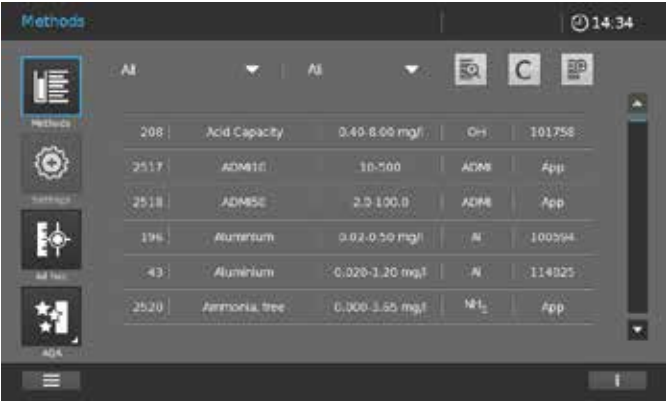 Methods 14:34
All All C
Methods
208 Acid Capacity 0.40-8.00 mg/l OH 101758
Settings
2517 ADMI10 10-500 ADMI App
2518 ADMI50 2.0-100.0 ADMI App
196 Aluminium 0.02-0.50 mg/l Al 100594
43 Aluminium 0.020-1.20 mg/l Al 114825
2520 Ammonia, free 0.000-3.65 mg/l App
AQA
i